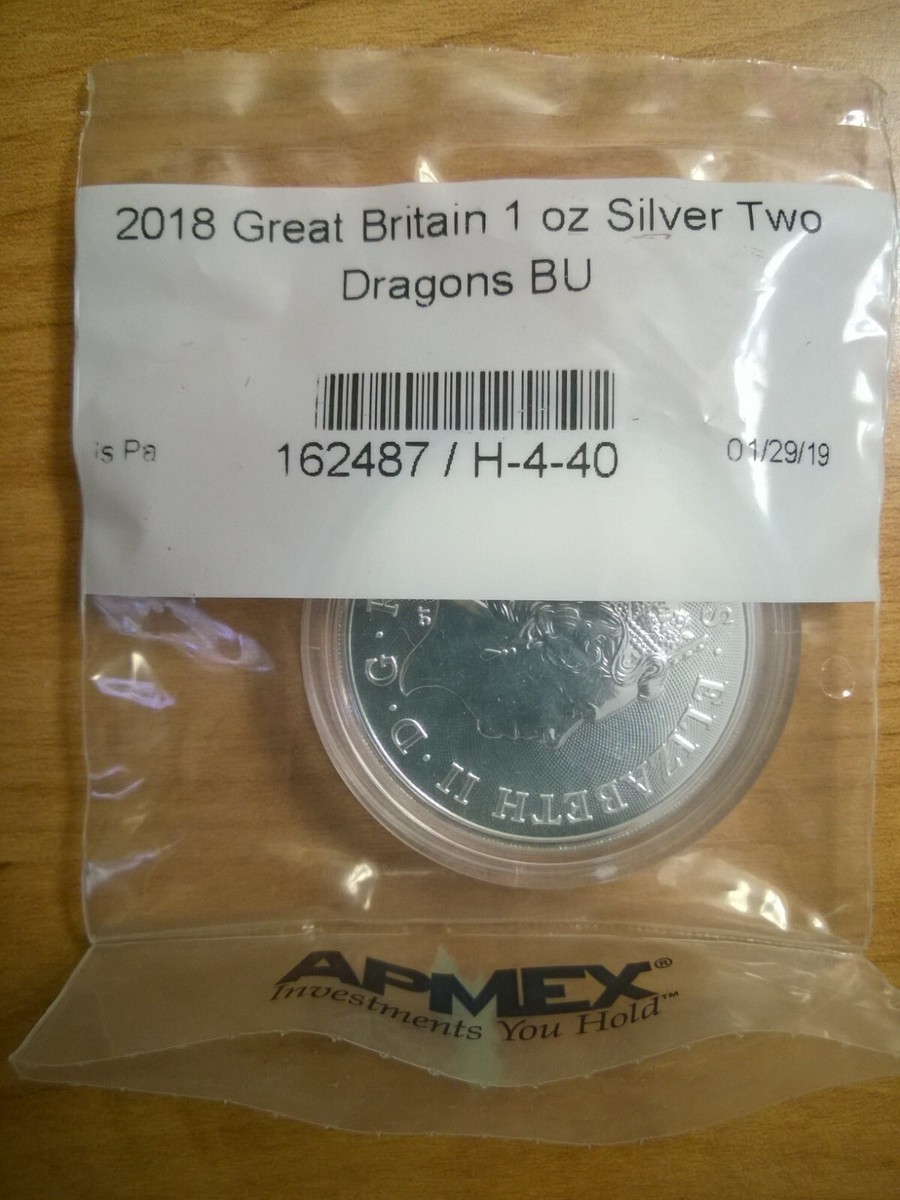 2018 Great Britain 1 oz Silver Two
Dragons BU
is Pa
162487 / H-4-40
01/29/19
· ELIZABETH II · D · G ·
APMEX®
Investments You Hold™